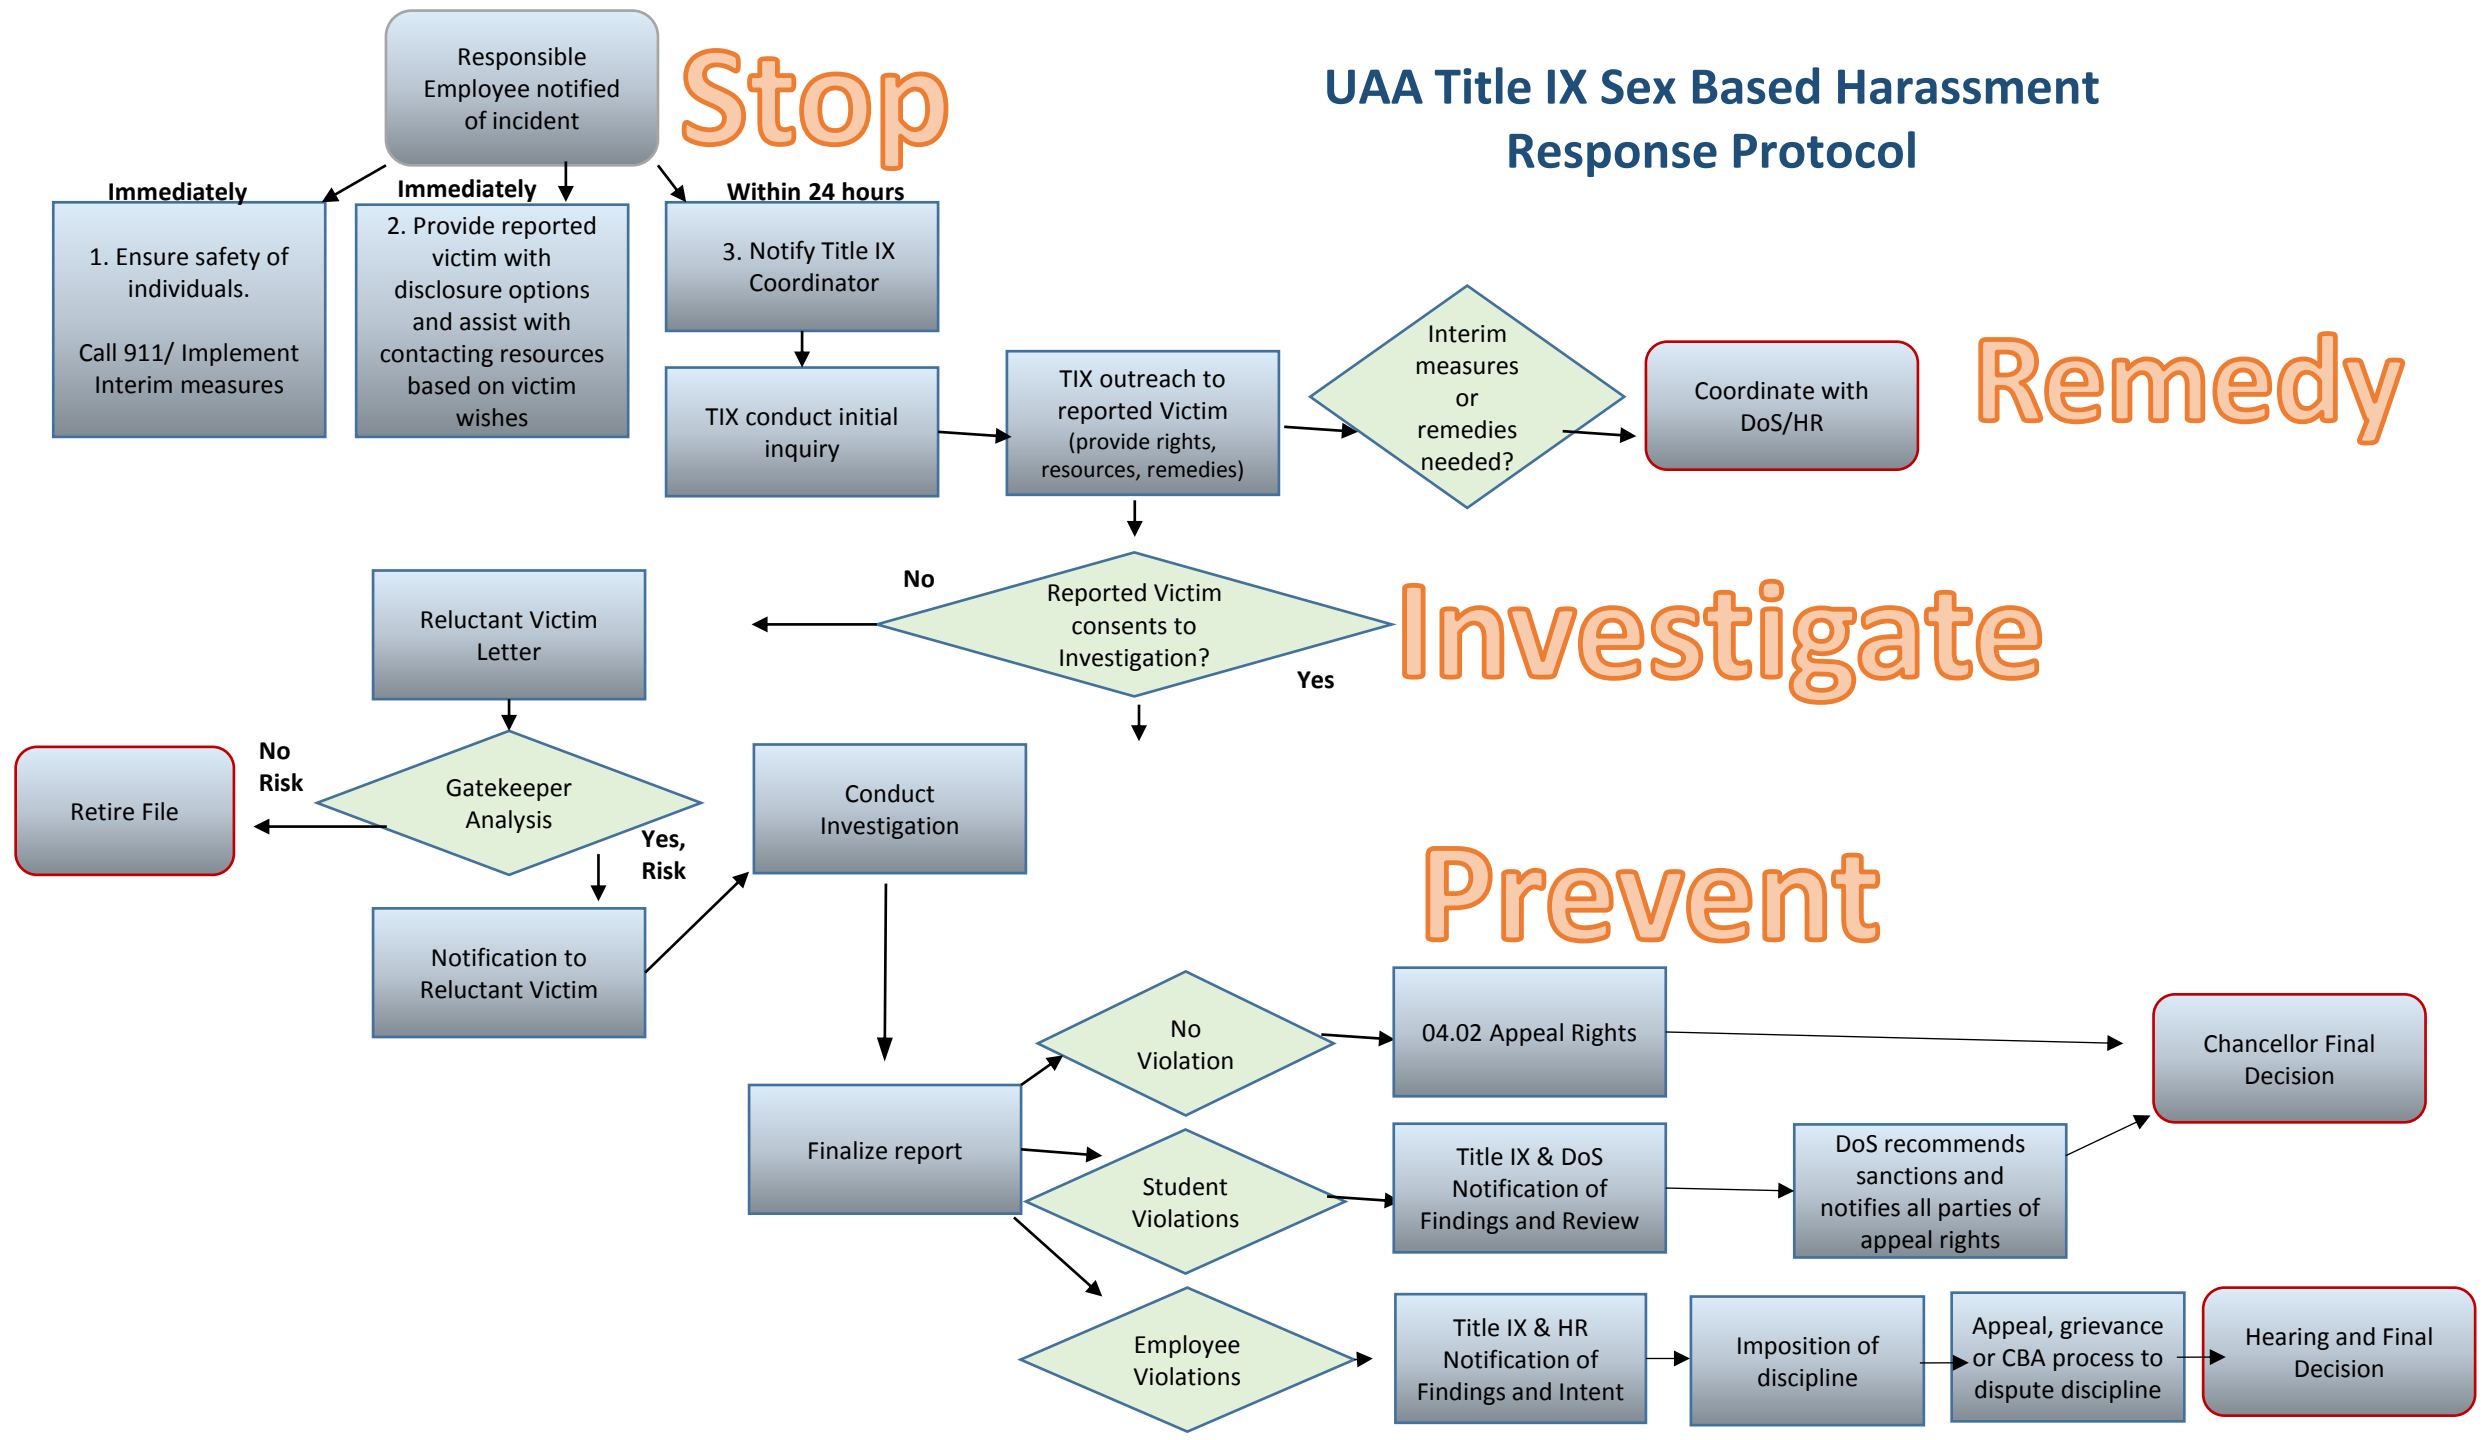 Responsible
Employee notified
of incident
Stop
UAA Title IX Sex Based Harassment
Response Protocol
Immediately
1. Ensure safety of
individuals.
Call 911/ Implement
Interim measures
Immediately
2. Provide reported
victim with
disclosure options
and assist with
contacting resources
based on victim
wishes
Within 24 hours
3. Notify Title IX
Coordinator
TIX conduct initial
inquiry
TIX outreach to
reported Victim
(provide rights,
resources, remedies)
Interim
measures
or
remedies
needed?
Coordinate with
DoS/HR
Remedy
Reported Victim
consents to
Investigation?
No
Yes
Investigate
Reluctant Victim
Letter
Gatekeeper
Analysis
No
Risk
Retire File
Yes,
Risk
Notification to
Reluctant Victim
Conduct
Investigation
Prevent
Finalize report
No
Violation
04.02 Appeal Rights
Chancellor Final
Decision
Student
Violations
Title IX & DoS
Notification of
Findings and Review
DoS recommends
sanctions and
notifies all parties of
appeal rights
Employee
Violations
Title IX & HR
Notification of
Findings and Intent
Imposition of
discipline
Appeal, grievance
or CBA process to
dispute discipline
Hearing and Final
Decision